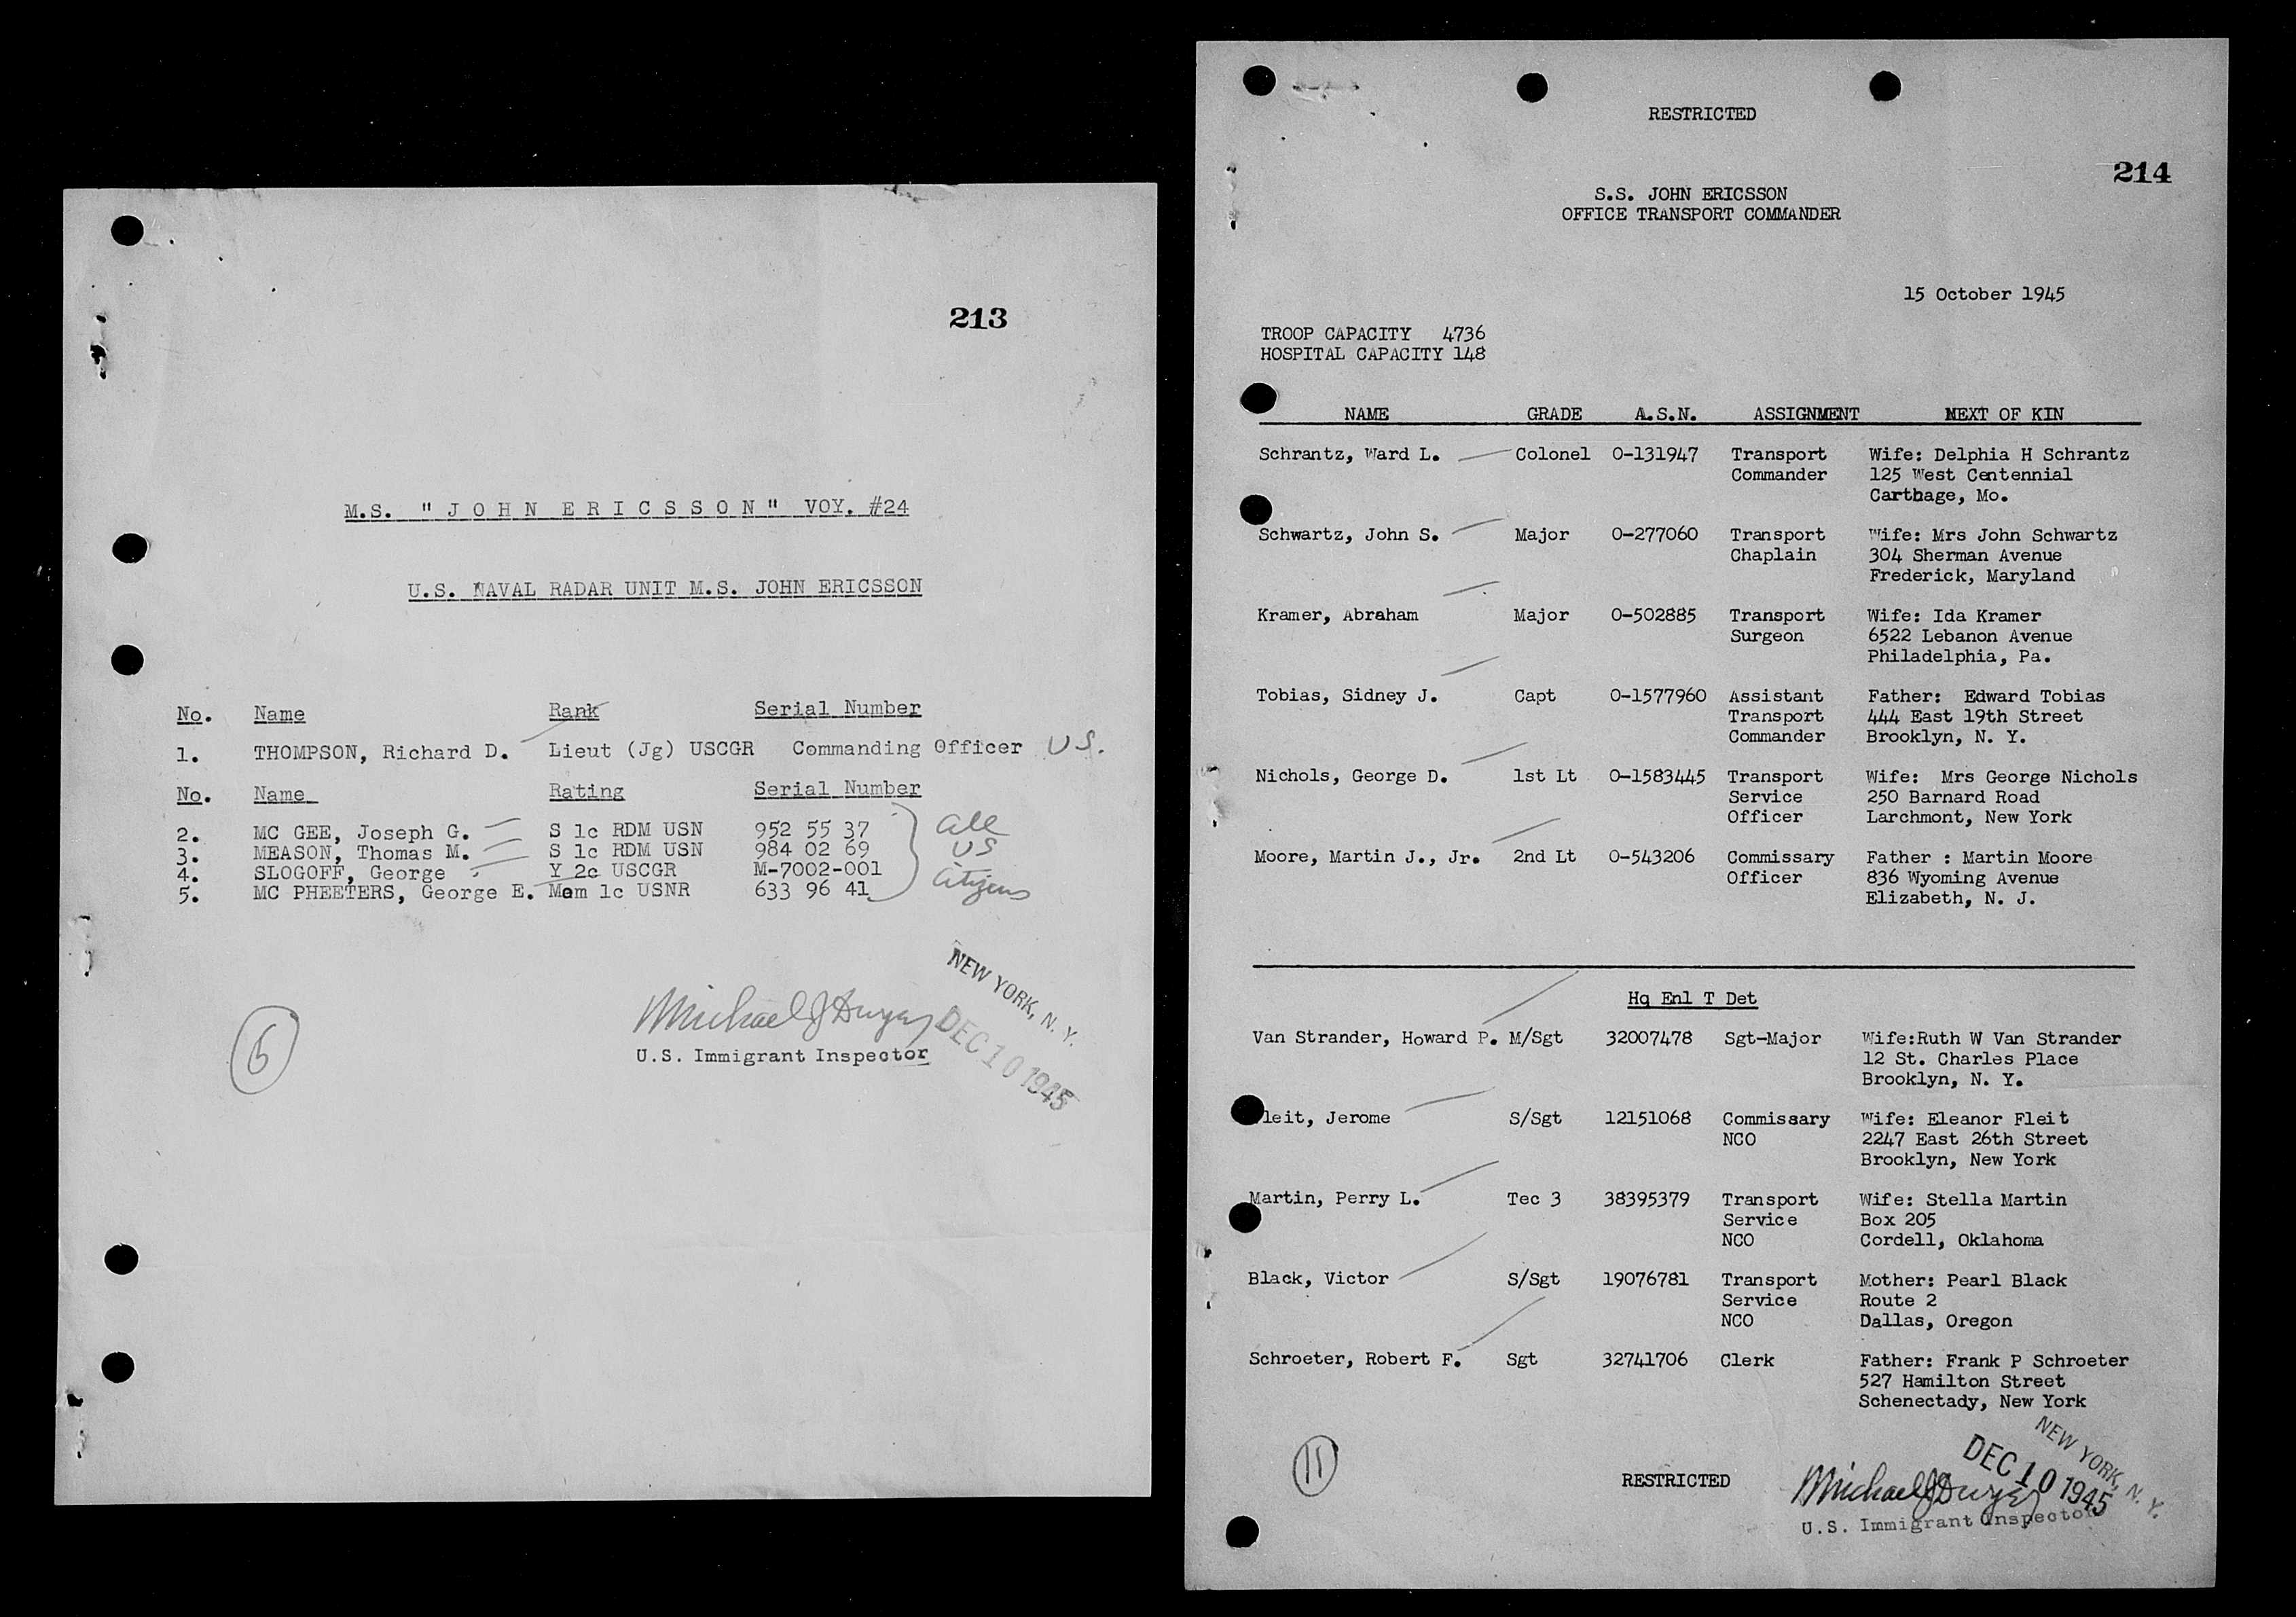 213
M.S. "JOHN ERICSSON" VOY. #24
U.S. NAVAL RADAR UNIT M.S. JOHN ERICSSON
No. Name Rank Serial Number
1. THOMPSON, Richard D. Lieut (Jg) USCGR Commanding Officer U.S.
No. Name Rating Serial Number
2. MC GEE, Joseph G. S 1c RDM USN 952 55 37 all
3. MEASON, Thomas M. S 1c RDM USN 984 02 69 US
4. SLOGOFF, George Y 2c USCGR M-7002-001 Citizens
5. MC PHEETERS, George E. Mom 1c USNR 633 96 41
6
Michael J Dwyer
U.S. Immigrant Inspector
NEW YORK, N. Y.
DEC 10 1945
RESTRICTED
214
S.S. JOHN ERICSSON
OFFICE TRANSPORT COMMANDER
15 October 1945
TROOP CAPACITY 4736
HOSPITAL CAPACITY 148
NAME GRADE A.S.N. ASSIGNMENT NEXT OF KIN
Schrantz, Ward L. Colonel 0-131947 Transport Wife: Delphia H Schrantz
Commander 125 West Centennial
Carthage, Mo.
Schwartz, John S. Major 0-277060 Transport Wife: Mrs John Schwartz
Chaplain 304 Sherman Avenue
Frederick, Maryland
Kramer, Abraham Major 0-502885 Transport Wife: Ida Kramer
Surgeon 6522 Lebanon Avenue
Philadelphia, Pa.
Tobias, Sidney J. Capt 0-1577960 Assistant Father: Edward Tobias
Transport 444 East 19th Street
Commander Brooklyn, N. Y.
Nichols, George D. 1st Lt 0-1583445 Transport Wife: Mrs George Nichols
Service 250 Barnard Road
Officer Larchmont, New York
Moore, Martin J., Jr. 2nd Lt 0-543206 Commissary Father : Martin Moore
Officer 836 Wyoming Avenue
Elizabeth, N. J.
Hq Enl T Det
Van Strander, Howard P. M/Sgt 32007478 Sgt-Major Wife:Ruth W Van Strander
12 St. Charles Place
Brooklyn, N. Y.
Fleit, Jerome S/Sgt 12151068 Commissary Wife: Eleanor Fleit
NCO 2247 East 26th Street
Brooklyn, New York
Martin, Perry L. Tec 3 38395379 Transport Wife: Stella Martin
Service Box 205
NCO Cordell, Oklahoma
Black, Victor S/Sgt 19076781 Transport Mother: Pearl Black
Service Route 2
NCO Dallas, Oregon
Schroeter, Robert F. Sgt 32741706 Clerk Father: Frank P Schroeter
527 Hamilton Street
Schenectady, New York
11
RESTRICTED
NEW YORK, N. Y.
DEC 10 1945
Michael J Dwyer
U.S. Immigrant Inspector